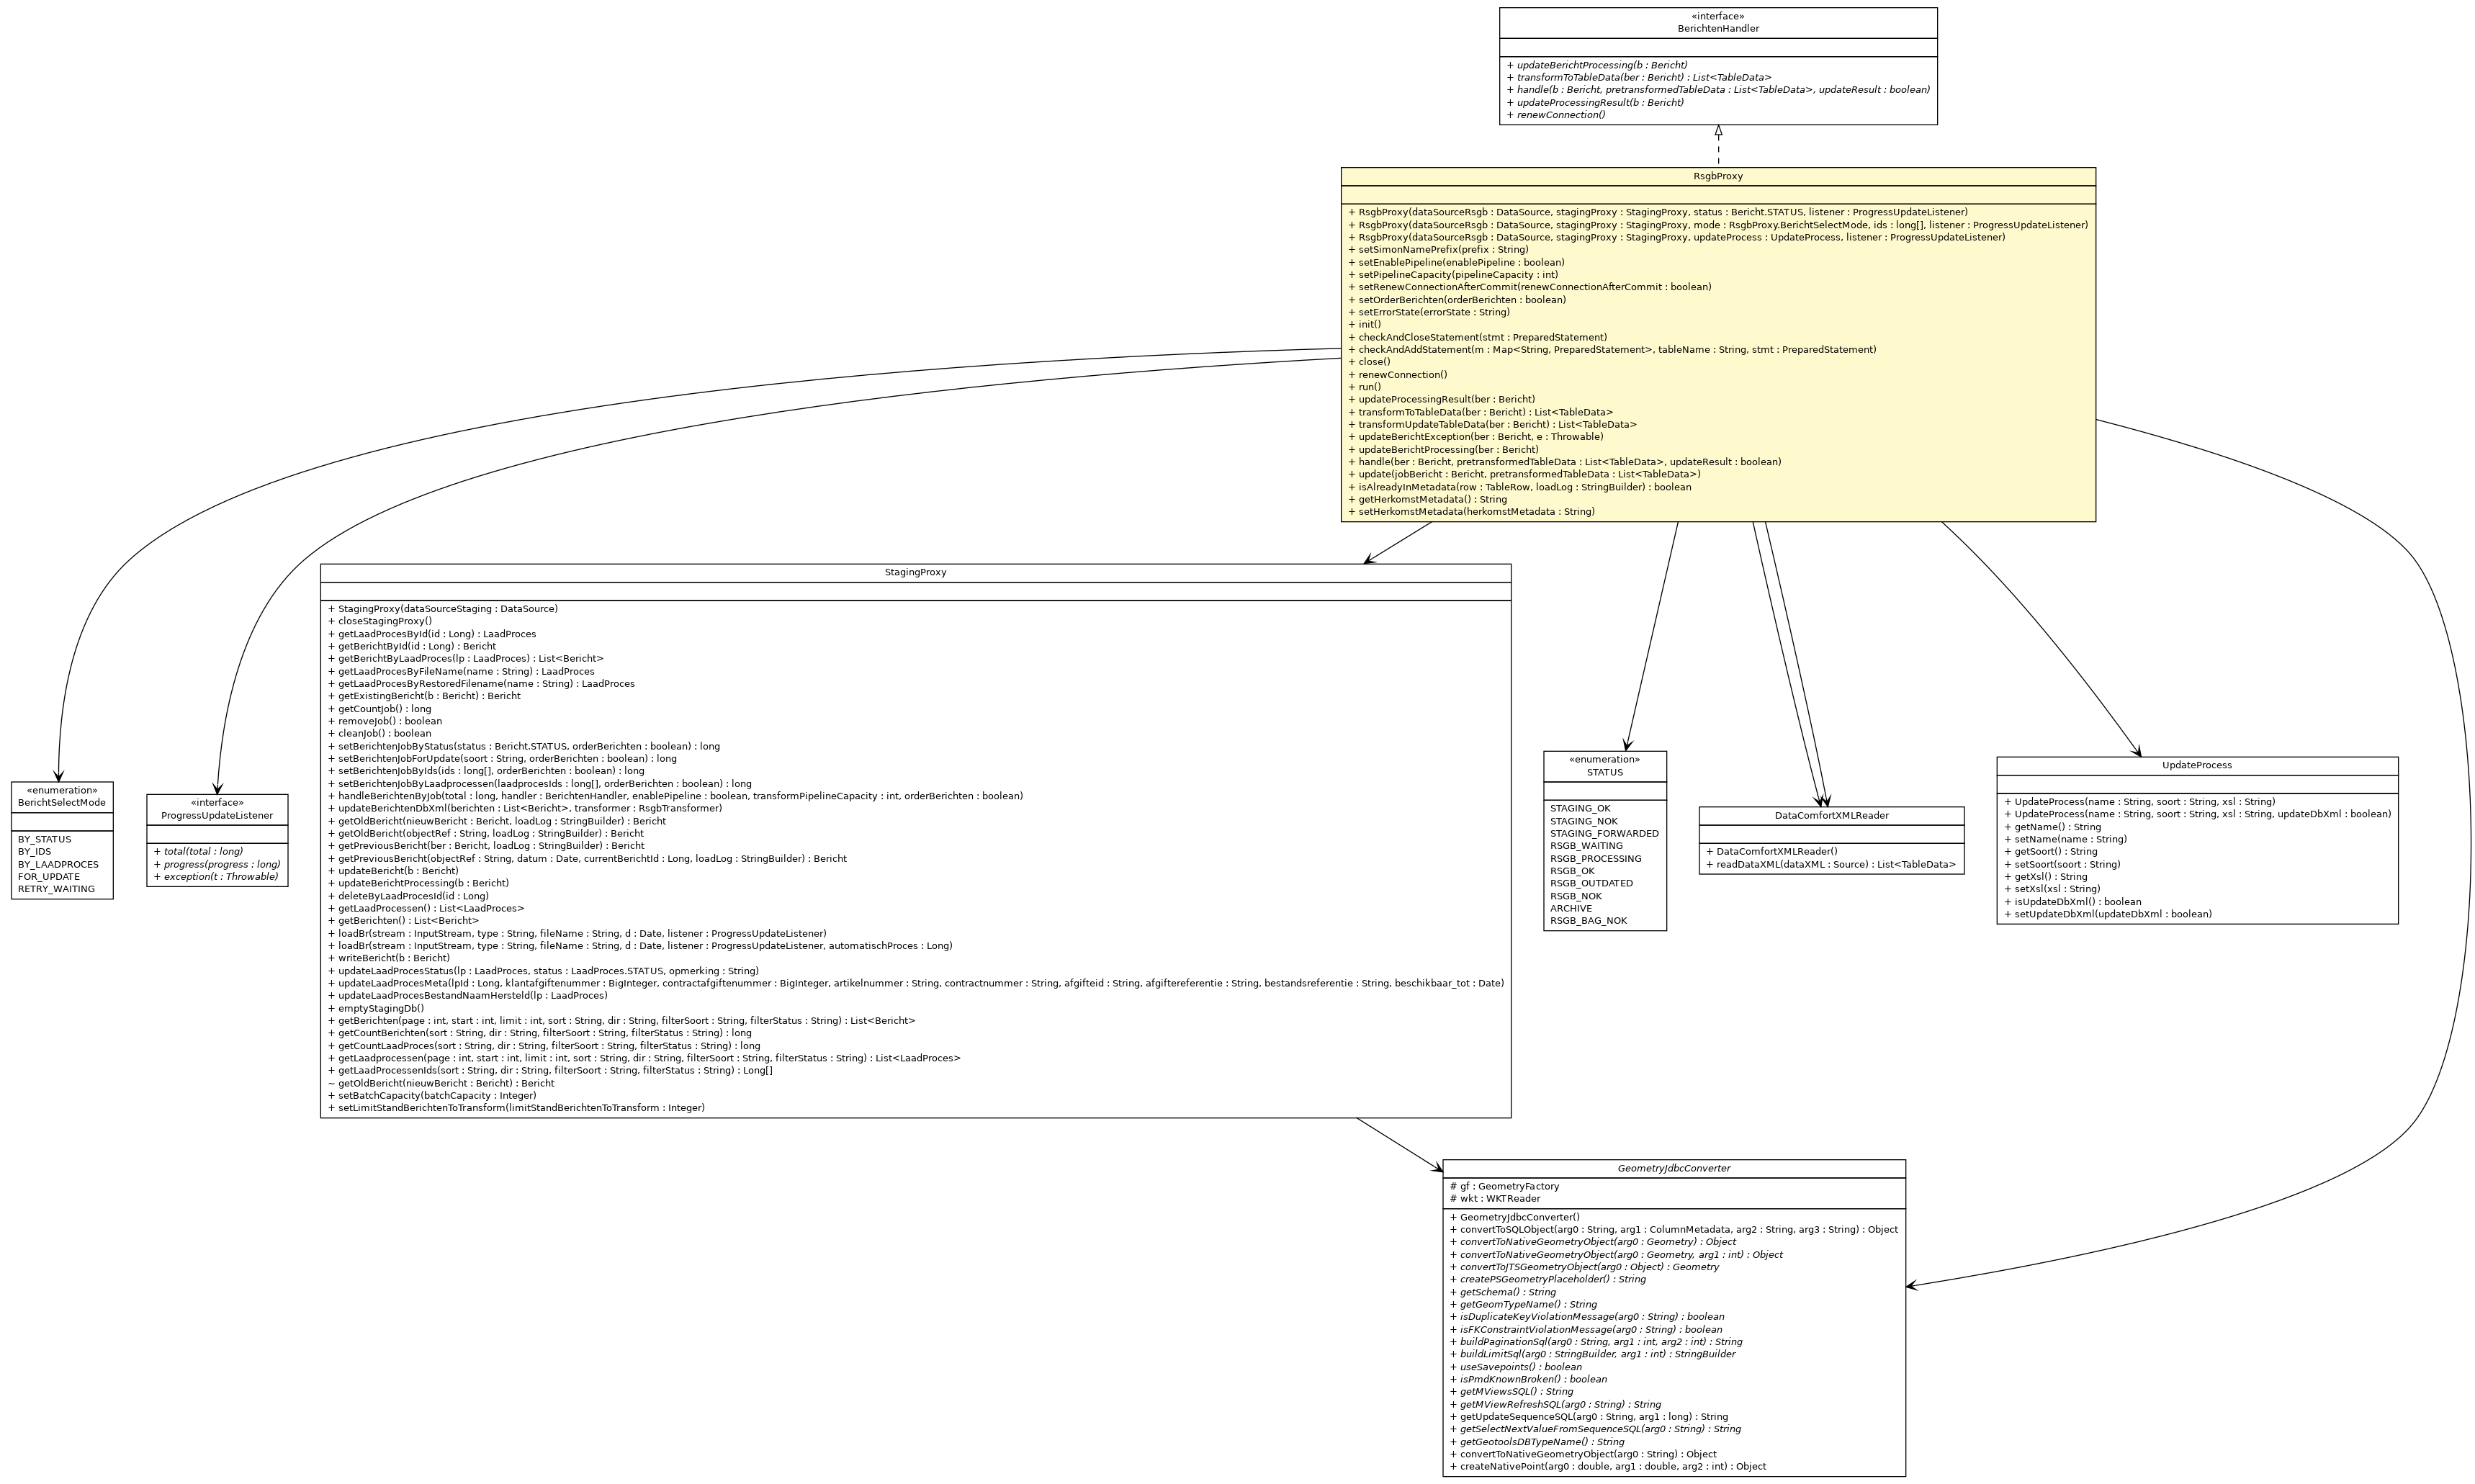 «interface»
BerichtenHandler
+ updateBerichtProcessing(b : Bericht)
+ transformToTableData(ber : Bericht) : List<TableData>
+ handle(b : Bericht, pretransformedTableData : List<TableData>, updateResult : boolean)
+ updateProcessingResult(b : Bericht)
+ renewConnection()
RsgbProxy
+ RsgbProxy(dataSourceRsgb : DataSource, stagingProxy : StagingProxy, status : Bericht.STATUS, listener : ProgressUpdateListener)
+ RsgbProxy(dataSourceRsgb : DataSource, stagingProxy : StagingProxy, mode : RsgbProxy.BerichtSelectMode, ids : long[], listener : ProgressUpdateListener)
+ RsgbProxy(dataSourceRsgb : DataSource, stagingProxy : StagingProxy, updateProcess : UpdateProcess, listener : ProgressUpdateListener)
+ setSimonNamePrefix(prefix : String)
+ setEnablePipeline(enablePipeline : boolean)
+ setPipelineCapacity(pipelineCapacity : int)
+ setRenewConnectionAfterCommit(renewConnectionAfterCommit : boolean)
+ setOrderBerichten(orderBerichten : boolean)
+ setErrorState(errorState : String)
+ init()
+ checkAndCloseStatement(stmt : PreparedStatement)
+ checkAndAddStatement(m : Map<String, PreparedStatement>, tableName : String, stmt : PreparedStatement)
+ close()
+ renewConnection()
+ run()
+ updateProcessingResult(ber : Bericht)
+ transformToTableData(ber : Bericht) : List<TableData>
+ transformUpdateTableData(ber : Bericht) : List<TableData>
+ updateBerichtException(ber : Bericht, e : Throwable)
+ updateBerichtProcessing(ber : Bericht)
+ handle(ber : Bericht, pretransformedTableData : List<TableData>, updateResult : boolean)
+ update(jobBericht : Bericht, pretransformedTableData : List<TableData>)
+ isAlreadyInMetadata(row : TableRow, loadLog : StringBuilder) : boolean
+ getHerkomstMetadata() : String
+ setHerkomstMetadata(herkomstMetadata : String)
«enumeration»
BerichtSelectMode
BY_STATUS
BY_IDS
BY_LAADPROCES
FOR_UPDATE
RETRY_WAITING
«interface»
ProgressUpdateListener
+ total(total : long)
+ progress(progress : long)
+ exception(t : Throwable)
StagingProxy
+ StagingProxy(dataSourceStaging : DataSource)
+ closeStagingProxy()
+ getLaadProcesById(id : Long) : LaadProces
+ getBerichtById(id : Long) : Bericht
+ getBerichtByLaadProces(lp : LaadProces) : List<Bericht>
+ getLaadProcesByFileName(name : String) : LaadProces
+ getLaadProcesByRestoredFilename(name : String) : LaadProces
+ getExistingBericht(b : Bericht) : Bericht
+ getCountJob() : long
+ removeJob() : boolean
+ cleanJob() : boolean
+ setBerichtenJobByStatus(status : Bericht.STATUS, orderBerichten : boolean) : long
+ setBerichtenJobForUpdate(soort : String, orderBerichten : boolean) : long
+ setBerichtenJobByIds(ids : long[], orderBerichten : boolean) : long
+ setBerichtenJobByLaadprocessen(laadprocesIds : long[], orderBerichten : boolean) : long
+ handleBerichtenByJob(total : long, handler : BerichtenHandler, enablePipeline : boolean, transformPipelineCapacity : int, orderBerichten : boolean)
+ updateBerichtenDbXml(berichten : List<Bericht>, transformer : RsgbTransformer)
+ getOldBericht(nieuwBericht : Bericht, loadLog : StringBuilder) : Bericht
+ getOldBericht(objectRef : String, loadLog : StringBuilder) : Bericht
+ getPreviousBericht(ber : Bericht, loadLog : StringBuilder) : Bericht
+ getPreviousBericht(objectRef : String, datum : Date, currentBerichtId : Long, loadLog : StringBuilder) : Bericht
+ updateBericht(b : Bericht)
+ updateBerichtProcessing(b : Bericht)
+ deleteByLaadProcesId(id : Long)
+ getLaadProcessen() : List<LaadProces>
+ getBerichten() : List<Bericht>
+ loadBr(stream : InputStream, type : String, fileName : String, d : Date, listener : ProgressUpdateListener)
+ loadBr(stream : InputStream, type : String, fileName : String, d : Date, listener : ProgressUpdateListener, automatischProces : Long)
+ writeBericht(b : Bericht)
+ updateLaadProcesStatus(lp : LaadProces, status : LaadProces.STATUS, opmerking : String)
+ updateLaadProcesMeta(lpId : Long, klantafgiftenummer : BigInteger, contractafgiftenummer : BigInteger, artikelnummer : String, contractnummer : String, afgifteid : String, afgiftereferentie : String, bestandsreferentie : String, beschikbaar_tot : Date)
+ updateLaadProcesBestandNaamHersteld(lp : LaadProces)
+ emptyStagingDb()
+ getBerichten(page : int, start : int, limit : int, sort : String, dir : String, filterSoort : String, filterStatus : String) : List<Bericht>
+ getCountBerichten(sort : String, dir : String, filterSoort : String, filterStatus : String) : long
+ getCountLaadProces(sort : String, dir : String, filterSoort : String, filterStatus : String) : long
+ getLaadprocessen(page : int, start : int, limit : int, sort : String, dir : String, filterSoort : String, filterStatus : String) : List<LaadProces>
+ getLaadProcessenIds(sort : String, dir : String, filterSoort : String, filterStatus : String) : Long[]
~ getOldBericht(nieuwBericht : Bericht) : Bericht
+ setBatchCapacity(batchCapacity : Integer)
+ setLimitStandBerichtenToTransform(limitStandBerichtenToTransform : Integer)
«enumeration»
STATUS
STAGING_OK
STAGING_NOK
STAGING_FORWARDED
RSGB_WAITING
RSGB_PROCESSING
RSGB_OK
RSGB_OUTDATED
RSGB_NOK
ARCHIVE
RSGB_BAG_NOK
DataComfortXMLReader
+ DataComfortXMLReader()
+ readDataXML(dataXML : Source) : List<TableData>
UpdateProcess
+ UpdateProcess(name : String, soort : String, xsl : String)
+ UpdateProcess(name : String, soort : String, xsl : String, updateDbXml : boolean)
+ getName() : String
+ setName(name : String)
+ getSoort() : String
+ setSoort(soort : String)
+ getXsl() : String
+ setXsl(xsl : String)
+ isUpdateDbXml() : boolean
+ setUpdateDbXml(updateDbXml : boolean)
GeometryJdbcConverter
# gf : GeometryFactory
# wkt : WKTReader
+ GeometryJdbcConverter()
+ convertToSQLObject(arg0 : String, arg1 : ColumnMetadata, arg2 : String, arg3 : String) : Object
+ convertToNativeGeometryObject(arg0 : Geometry) : Object
+ convertToNativeGeometryObject(arg0 : Geometry, arg1 : int) : Object
+ convertToJTSGeometryObject(arg0 : Object) : Geometry
+ createPSGeometryPlaceholder() : String
+ getSchema() : String
+ getGeomTypeName() : String
+ isDuplicateKeyViolationMessage(arg0 : String) : boolean
+ isFKConstraintViolationMessage(arg0 : String) : boolean
+ buildPaginationSql(arg0 : String, arg1 : int, arg2 : int) : String
+ buildLimitSql(arg0 : StringBuilder, arg1 : int) : StringBuilder
+ useSavepoints() : boolean
+ isPmdKnownBroken() : boolean
+ getMViewsSQL() : String
+ getMViewRefreshSQL(arg0 : String) : String
+ getUpdateSequenceSQL(arg0 : String, arg1 : long) : String
+ getSelectNextValueFromSequenceSQL(arg0 : String) : String
+ getGeotoolsDBTypeName() : String
+ convertToNativeGeometryObject(arg0 : String) : Object
+ createNativePoint(arg0 : double, arg1 : double, arg2 : int) : Object